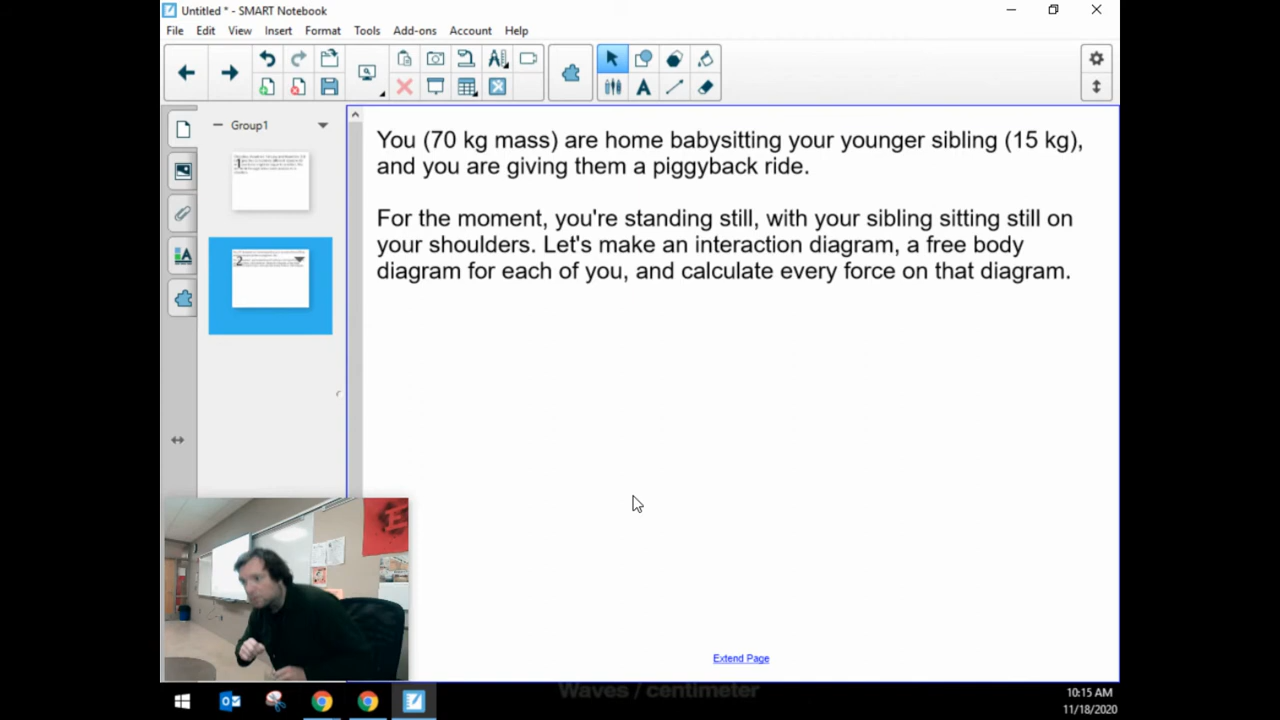 Untitled * - SMART Notebook
File Edit View Insert Format Tools Add-ons Account Help
Group1
1
2
You (70 kg mass) are home babysitting your younger sibling (15 kg),
and you are giving them a piggyback ride.
For the moment, you're standing still, with your sibling sitting still on
your shoulders. Let's make an interaction diagram, a free body
diagram for each of you, and calculate every force on that diagram.
Extend Page
Waves / centimeter
10:15 AM
11/18/2020